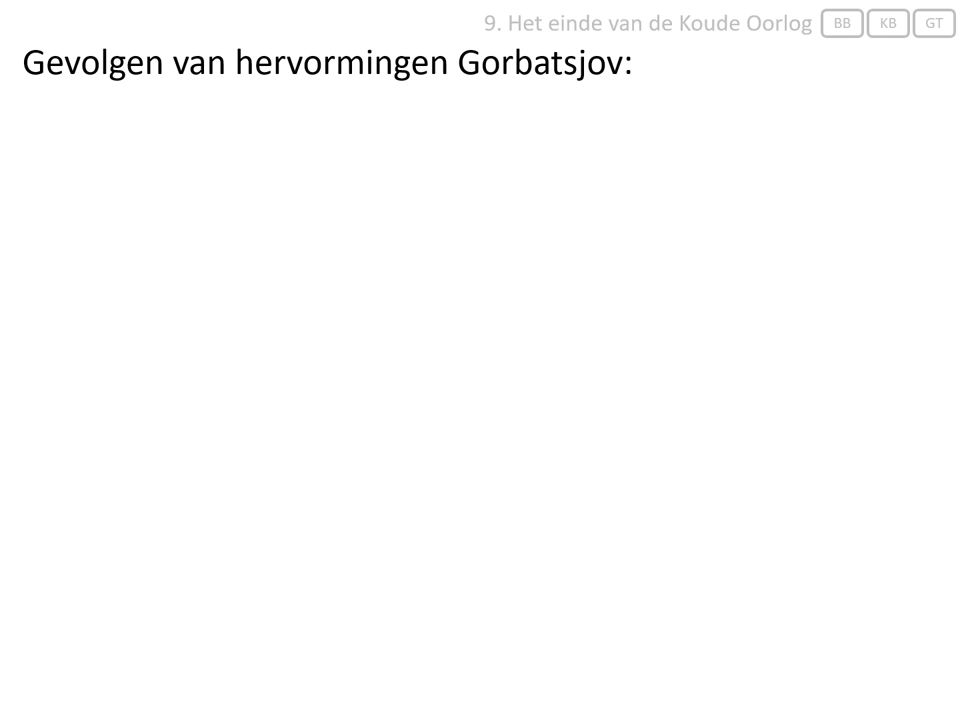 9. Het einde van de Koude Oorlog BB KB GT
Gevolgen van hervormingen Gorbatsjov: